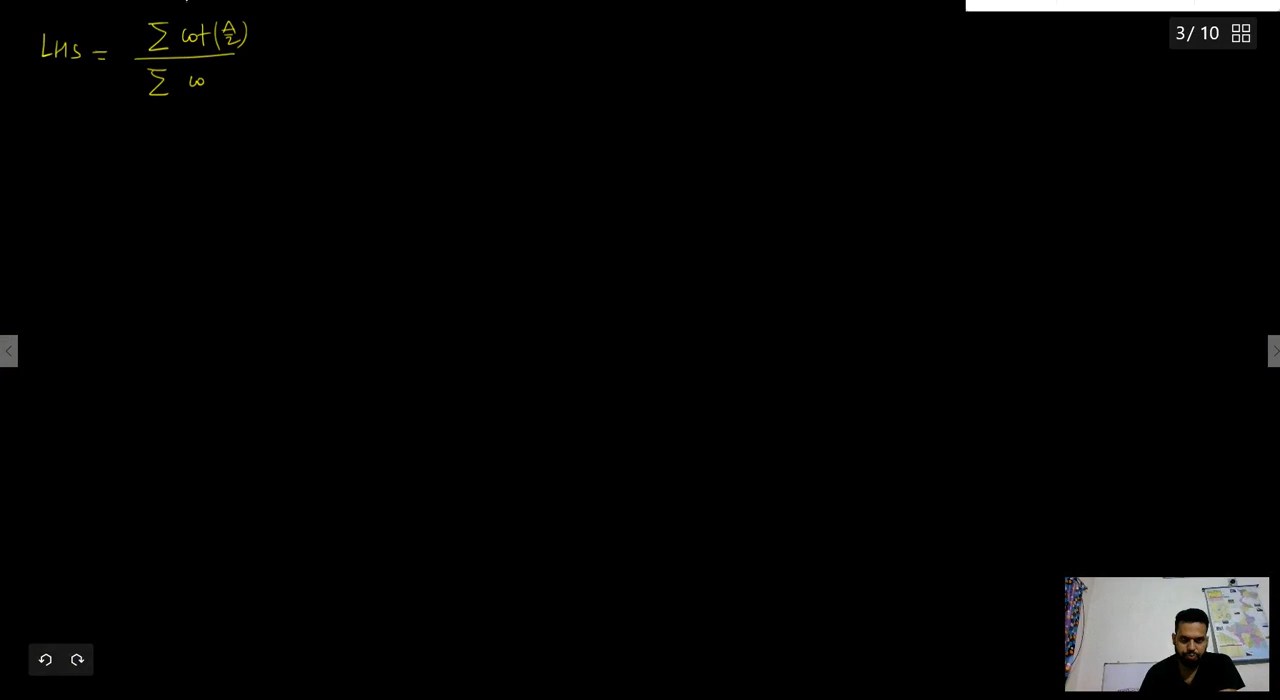 3/ 10
LHS = Σ cot(A/2)
Σ co